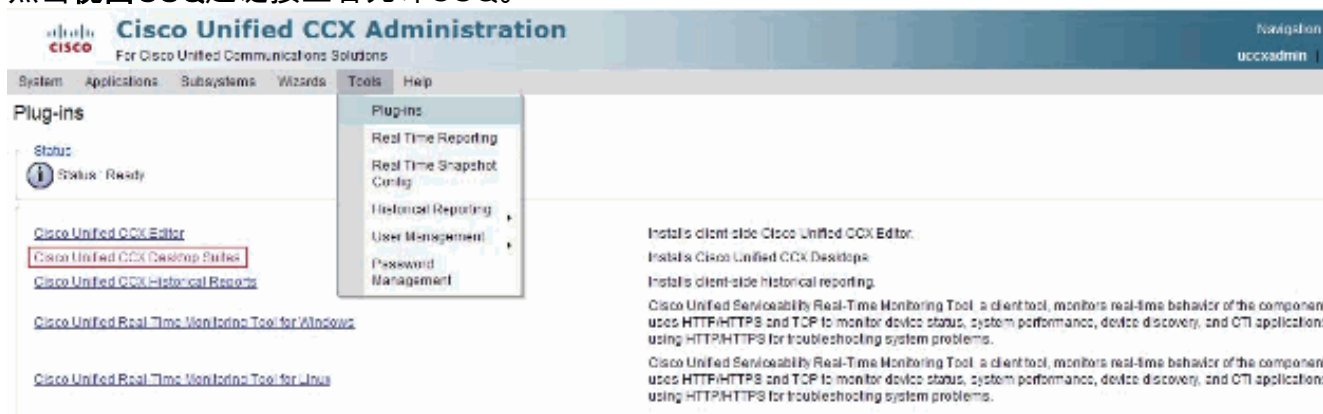 cisco
Cisco Unified CCX Administration
For Cisco Unified Communications Solutions
Navigation
uccxadmin
System Applications Subsystems Wizards Tools Help
Plug-ins
Status
Status : Ready
Plug-ins
Real Time Reporting
Real Time Snapshot
Config
Historical Reporting
User Management
Password
Management
Cisco Unified CCX Editor
Installs client-side Cisco Unified CCX Editor.
Cisco Unified CCX Desktop Suites
Installs Cisco Unified CCX Desktops
Cisco Unified CCX Historical Reports
Installs client-side historical reporting.
Cisco Unified Real-Time Monitoring Tool for Windows
Cisco Unified Serviceability Real-Time Monitoring Tool, a client tool, monitors real-time behavior of the componen
uses HTTP/HTTPS and TCP to monitor device status, system performance, device discovery, and CTI application
using HTTP/HTTPS for troubleshooting system problems.
Cisco Unified Real-Time Monitoring Tool for Linux
Cisco Unified Serviceability Real-Time Monitoring Tool, a client tool, monitors real-time behavior of the componen
uses HTTP/HTTPS and TCP to monitor device status, system performance, device discovery, and CTI application
using HTTP/HTTPS for troubleshooting system problems.